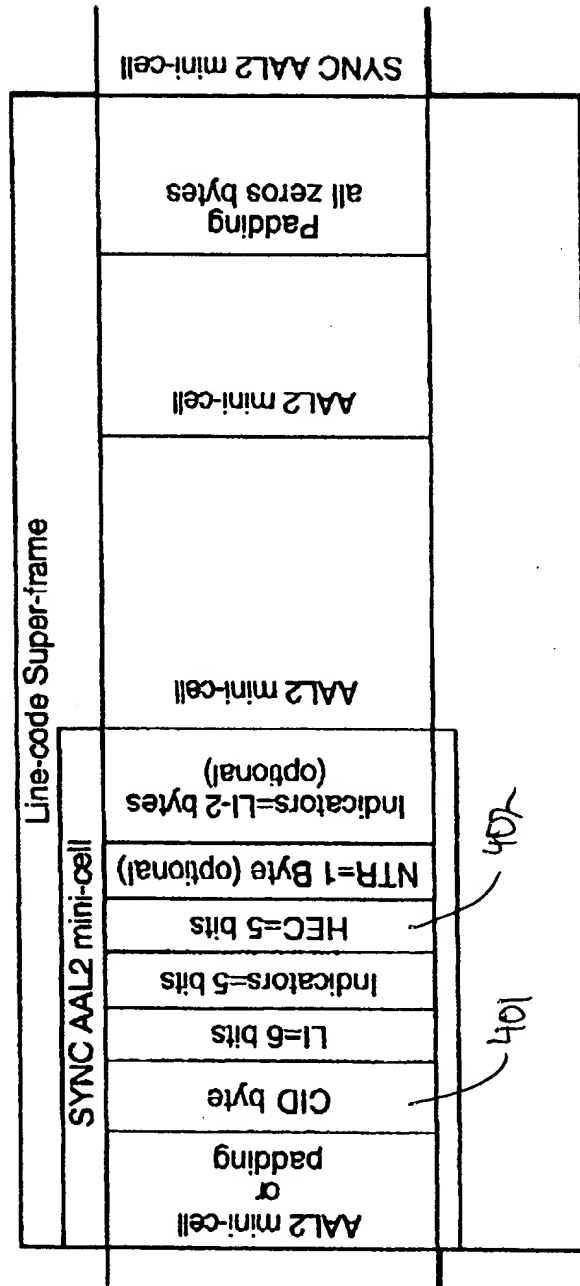 Line-code Super-frame
SYNC AAL2 mini-cell
AAL2 mini-cell
or
padding
CID byte
LI=6 bits
Indicators=5 bits
HEC=5 bits
NTR=1 Byte (optional)
Indicators=LI-2 bytes
(optional)
AAL2 mini-cell
AAL2 mini-cell
Padding
all zeros bytes
SYNC AAL2 mini-cell
401
402